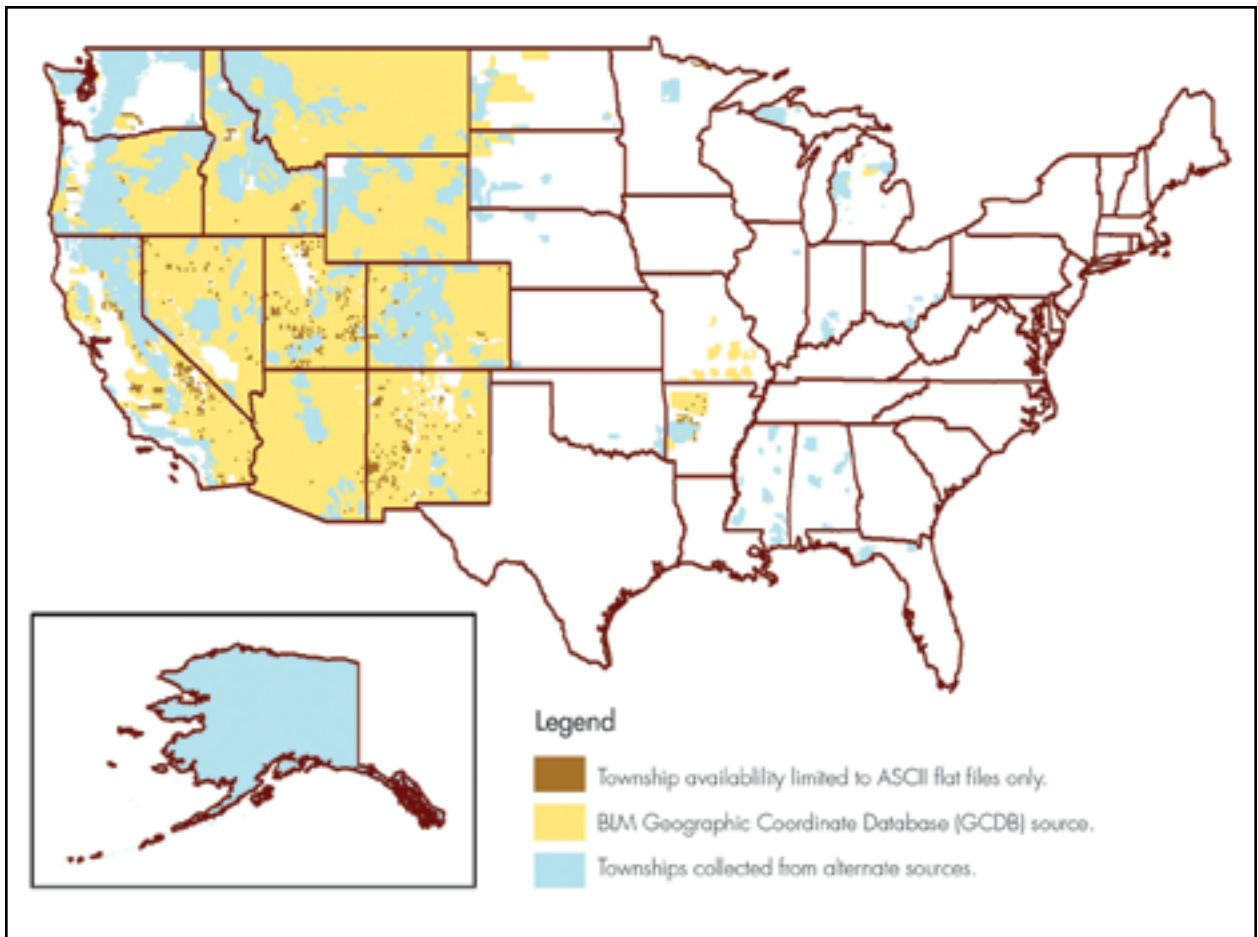 Legend
Township availablility limited to ASCII flat files only.
BLM Geographic Coordinate Database (GCDB) source.
Townships collected from alternate sources.